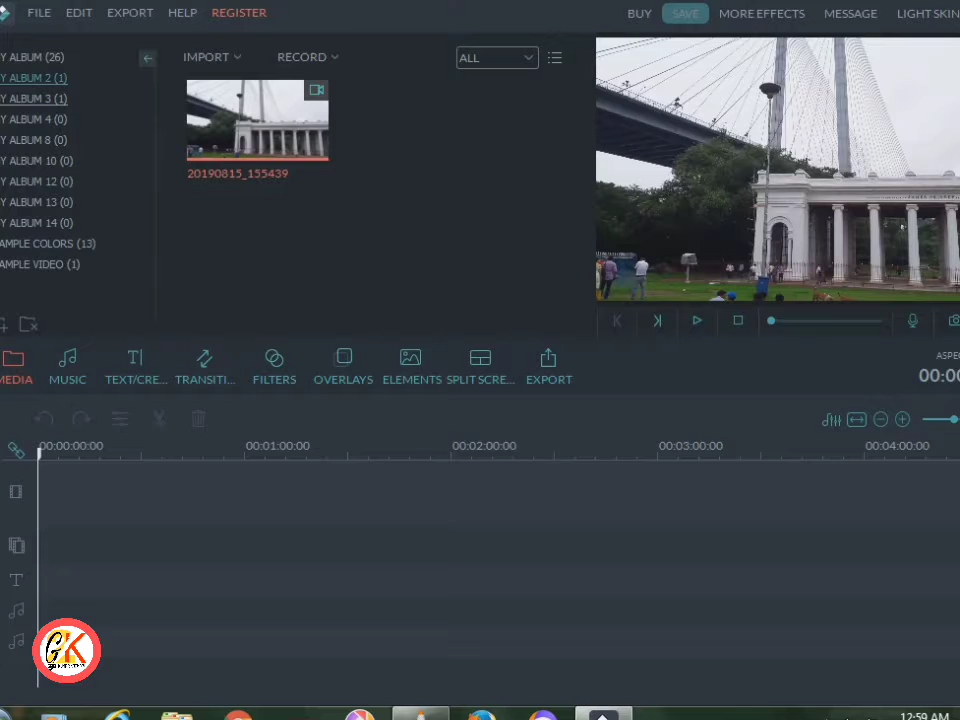 FILE EDIT EXPORT HELP REGISTER
BUY SAVE MORE EFFECTS MESSAGE LIGHT SKIN
Y ALBUM (26)
Y ALBUM 2 (1)
Y ALBUM 3 (1)
Y ALBUM 4 (0)
Y ALBUM 8 (0)
Y ALBUM 10 (0)
Y ALBUM 12 (0)
Y ALBUM 13 (0)
Y ALBUM 14 (0)
AMPLE COLORS (13)
AMPLE VIDEO (1)
IMPORT RECORD ALL
20190815_155439
MEDIA MUSIC TEXT/CRE... TRANSITI... FILTERS OVERLAYS ELEMENTS SPLIT SCRE... EXPORT
ASPE
00:0
00:00:00:00 00:01:00:00 00:02:00:00 00:03:00:00 00:04:00:00
GK
12:59 AM